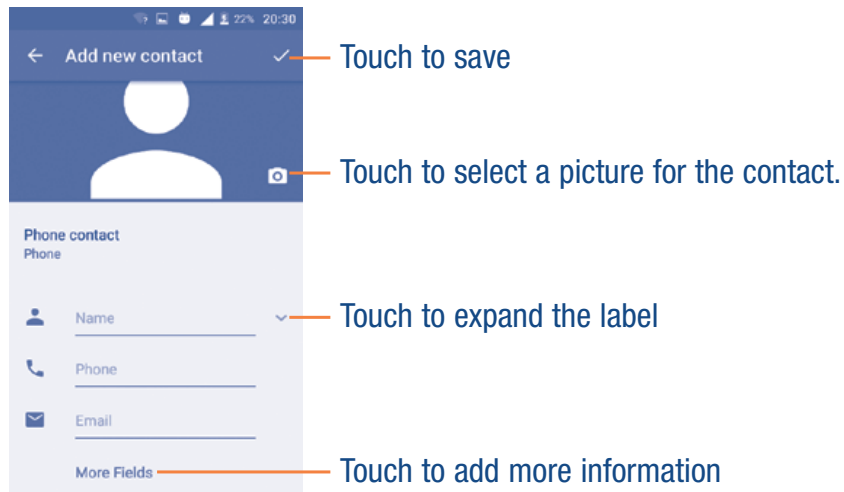 22% 20:30
Add new contact
Touch to save
Touch to select a picture for the contact.
Phone contact
Phone
Name
Touch to expand the label
Phone
Email
More Fields
Touch to add more information